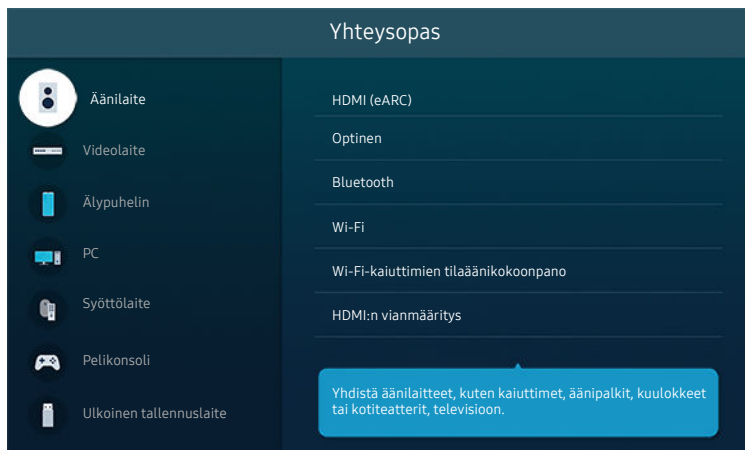 Yhteysopas
Äänilaite
Videolaite
Älypuhelin
PC
Syöttölaite
Pelikonsoli
Ulkoinen tallennuslaite
HDMI (eARC)
Optinen
Bluetooth
Wi-Fi
Wi-Fi-kaiuttimien tilaäänikokoonpano
HDMI:n vianmääritys
Yhdistä äänilaitteet, kuten kaiuttimet, äänipalkit, kuulokkeet
tai kotiteatterit, televisioon.